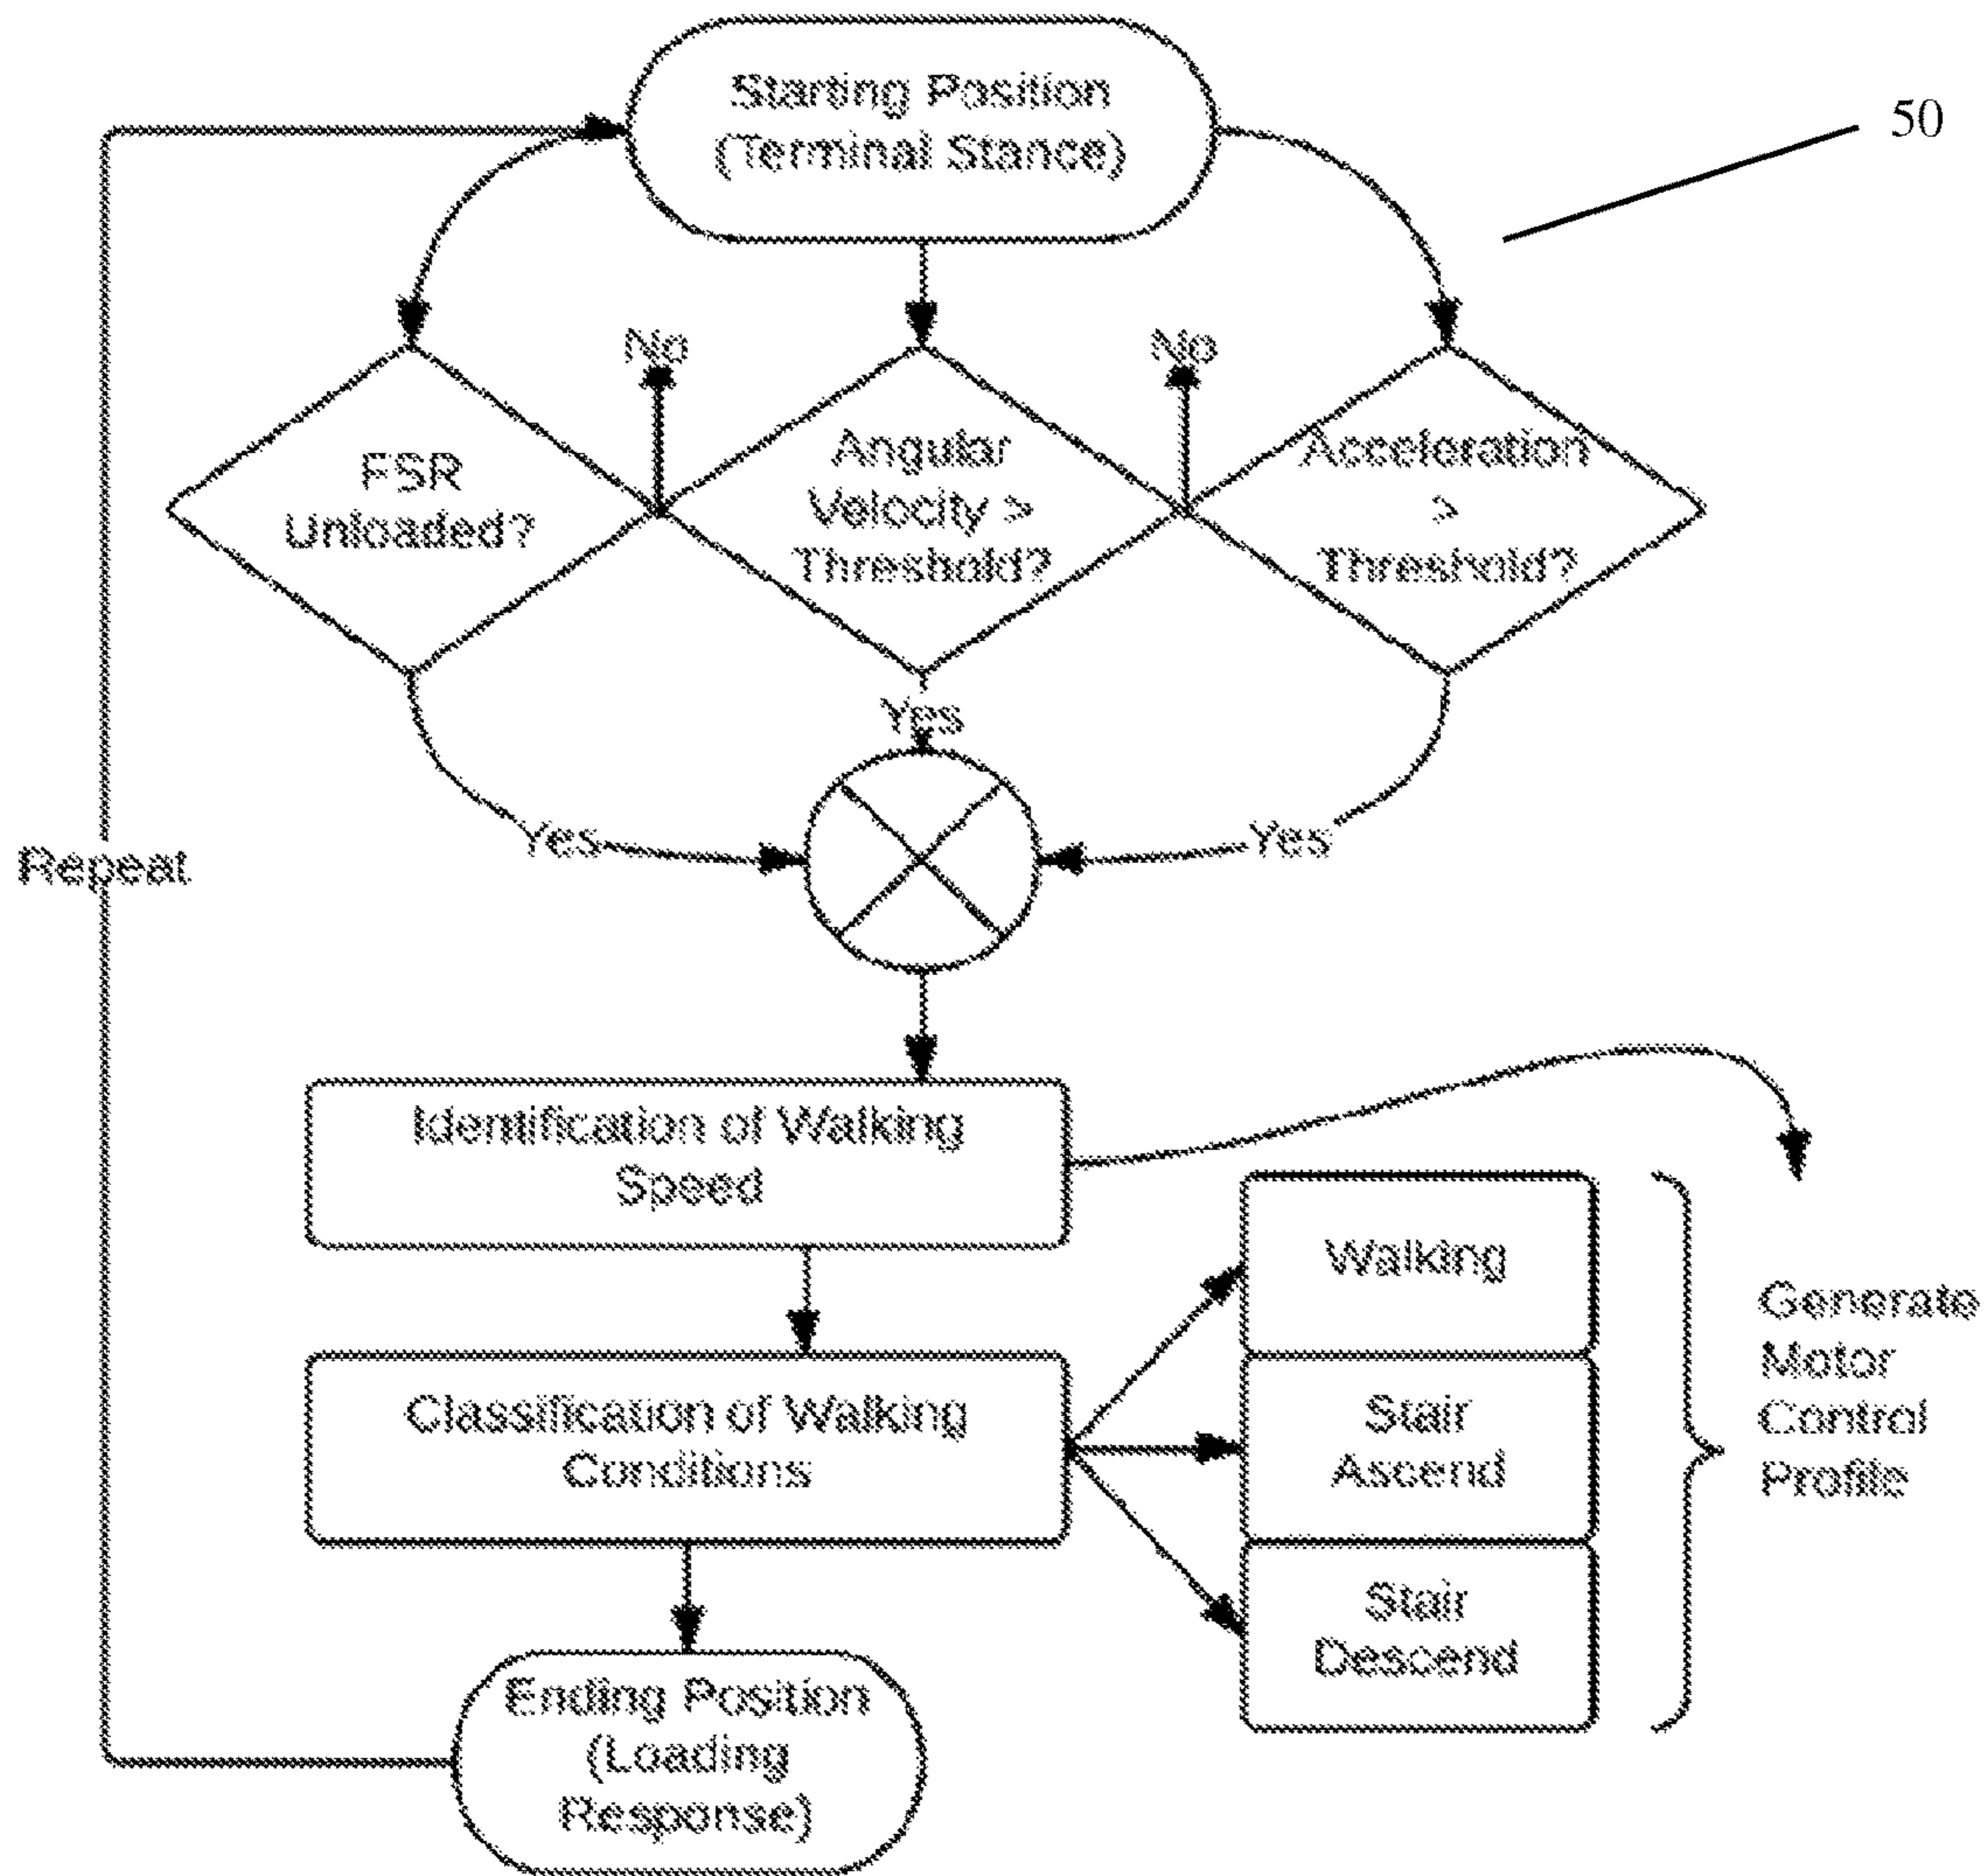 Starting Position
(Terminal Stance)
50
No
No
FSR
Unloaded?
Angular
Velocity >
Threshold?
Acceleration
>
Threshold?
Yes
Yes
Yes
Repeat
Identification of Walking
Speed
Walking
Generate
Motor
Control
Profile
Classification of Walking
Conditions
Stair
Ascend
Stair
Descend
Ending Position
(Loading
Response)